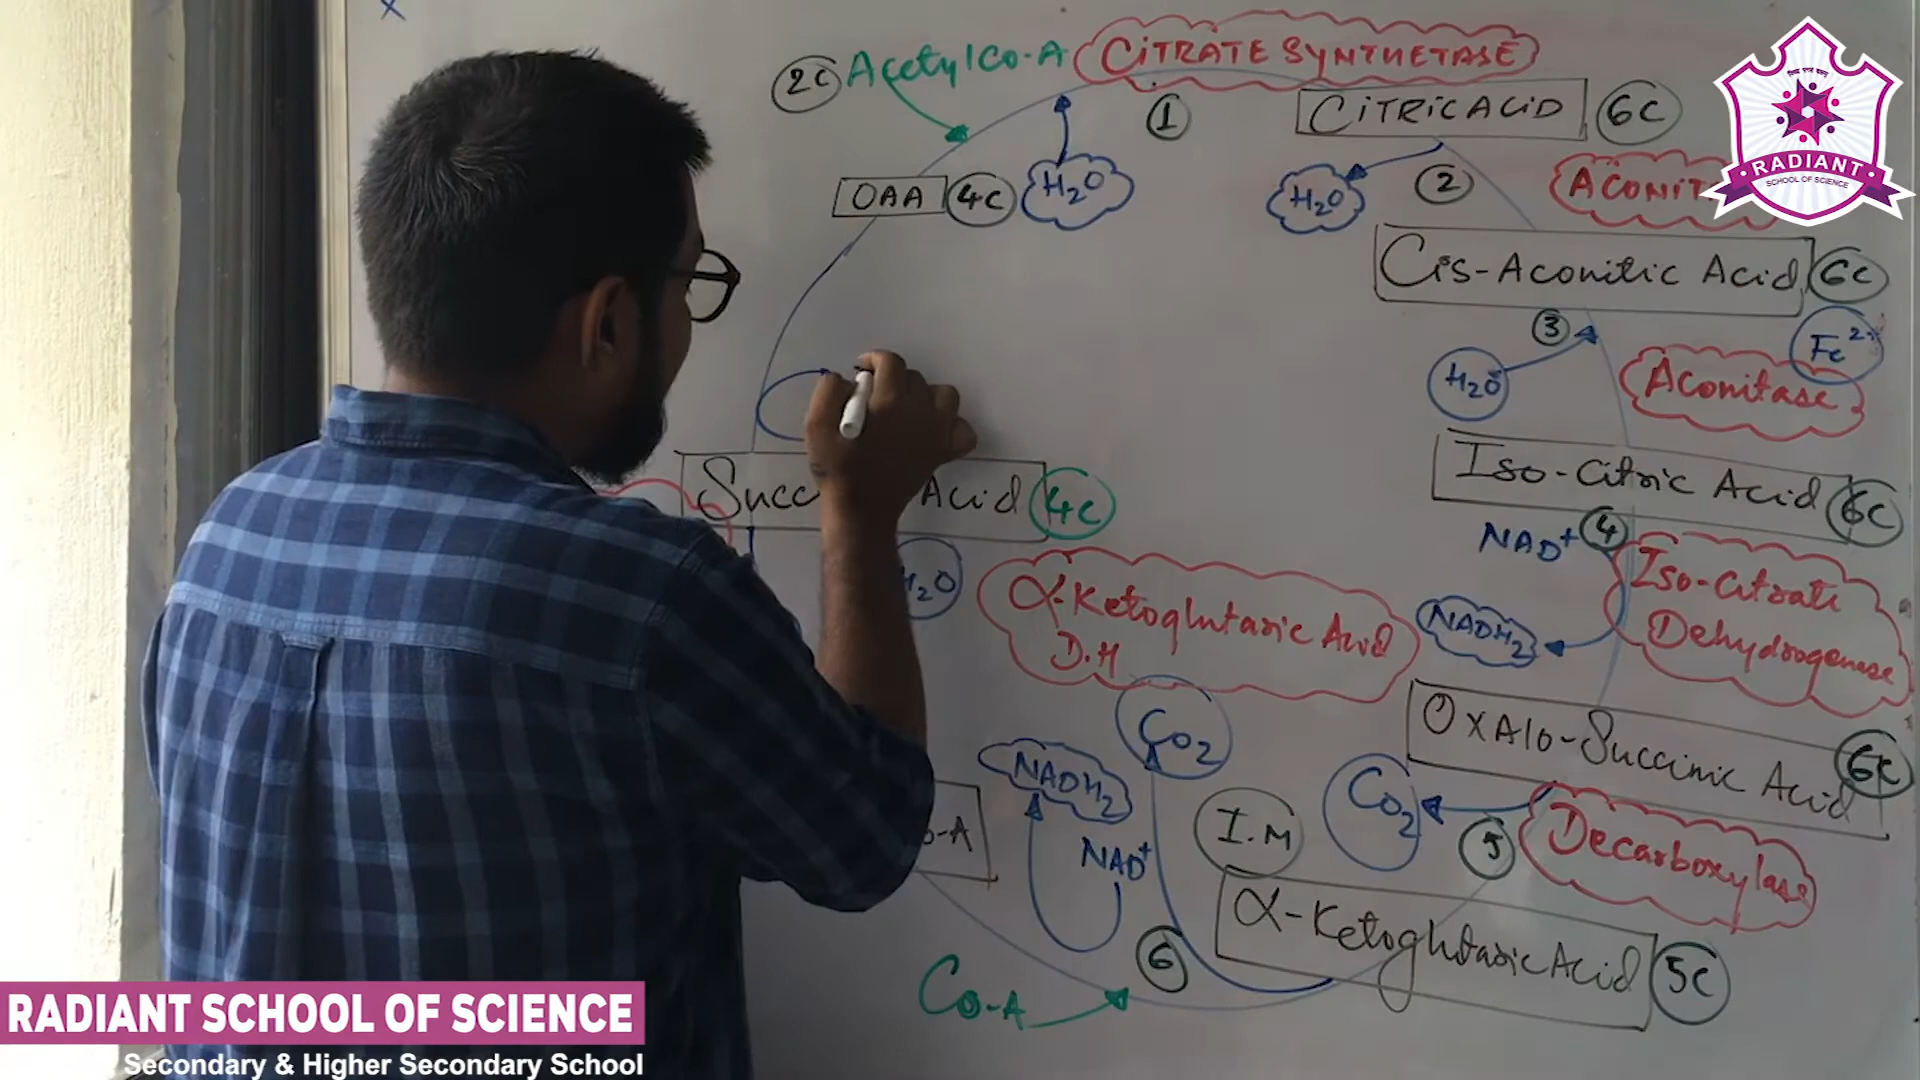 2C Acetyl Co-A CITRATE SYNTHETASE
1
CITRIC ACID 6C
OAA 4C H2O
H2O 2
RADIANT
SCHOOL OF SCIENCE
Cis-Aconitic Acid 6C
3
Fe2+
H2O Aconitase
Iso-Citric Acid 6C
Acid 4C
NAD+ 4
Iso-Citrate
Dehydrogenase
NADH2
H2O
α-Ketoglutaric Acid
D.H
CO2
OXAlo-Succinic Acid 6C
NADH2
CO2
5
Decarboxylase
I.M
NAD+
α-Ketoglutaric Acid 5C
6
Co-A
RADIANT SCHOOL OF SCIENCE
Secondary & Higher Secondary School